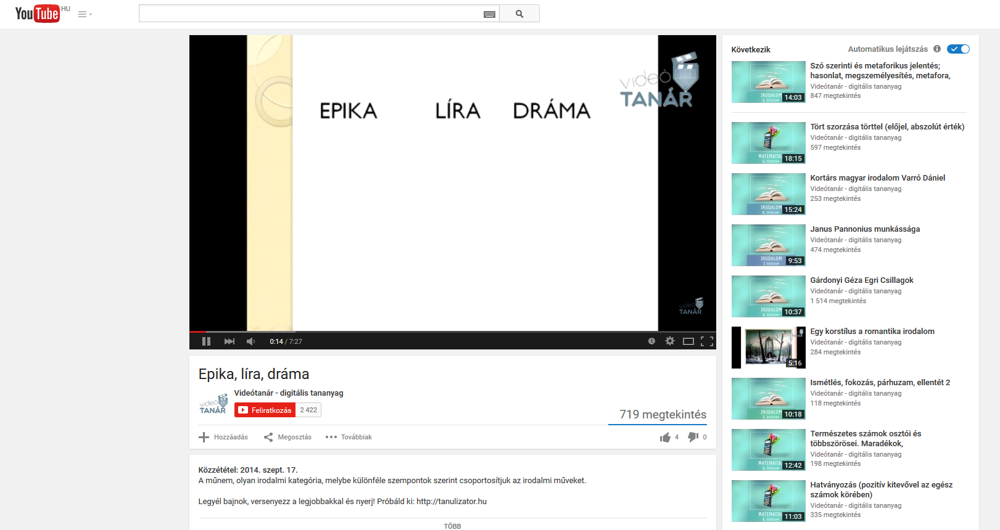 YouTube HU
EPIKA LÍRA DRÁMA
videó
TANÁR
videó
TANÁR
0:14 / 7:27
Epika, líra, dráma
videó
TANÁR
Videótanár - digitális tananyag
Feliratkozás 2 422
719 megtekintés
Hozzáadás Megosztás Továbbiak 4 0
Közzététel: 2014. szept. 17.
A műnem, olyan irodalmi kategória, melybe különféle szempontok szerint csoportosítjuk az irodalmi műveket.
Legyél bajnok, versenyezz a legjobbakkal és nyerj! Próbáld ki: http://tanulizator.hu
TÖBB
Következik Automatikus lejátszás
Szó szerinti és metaforikus jelentés;
hasonlat, megszemélyesítés, metafora,
Videótanár - digitális tananyag
847 megtekintés
IRODALOM
14:03
Tört szorzása törttel (előjel, abszolút érték)
Videótanár - digitális tananyag
597 megtekintés
MATEMATIK
18:15
Kortárs magyar irodalom Varró Dániel
Videótanár - digitális tananyag
253 megtekintés
IRODALOM
15:24
Janus Pannonius munkássága
Videótanár - digitális tananyag
474 megtekintés
IRODALOM
9:53
Gárdonyi Géza Egri Csillagok
Videótanár - digitális tananyag
1 514 megtekintés
IRODALOM
10:37
Egy korstílus a romantika irodalom
Videótanár - digitális tananyag
284 megtekintés
5:16
Ismétlés, fokozás, párhuzam, ellentét 2
Videótanár - digitális tananyag
118 megtekintés
IRODALOM
10:18
Természetes számok osztói és
többszörösei. Maradékok,
Videótanár - digitális tananyag
198 megtekintés
MATEMATIK
12:42
Hatványozás (pozitív kitevővel az egész
számok körében)
Videótanár - digitális tananyag
335 megtekintés
MATEMATIK
11:03